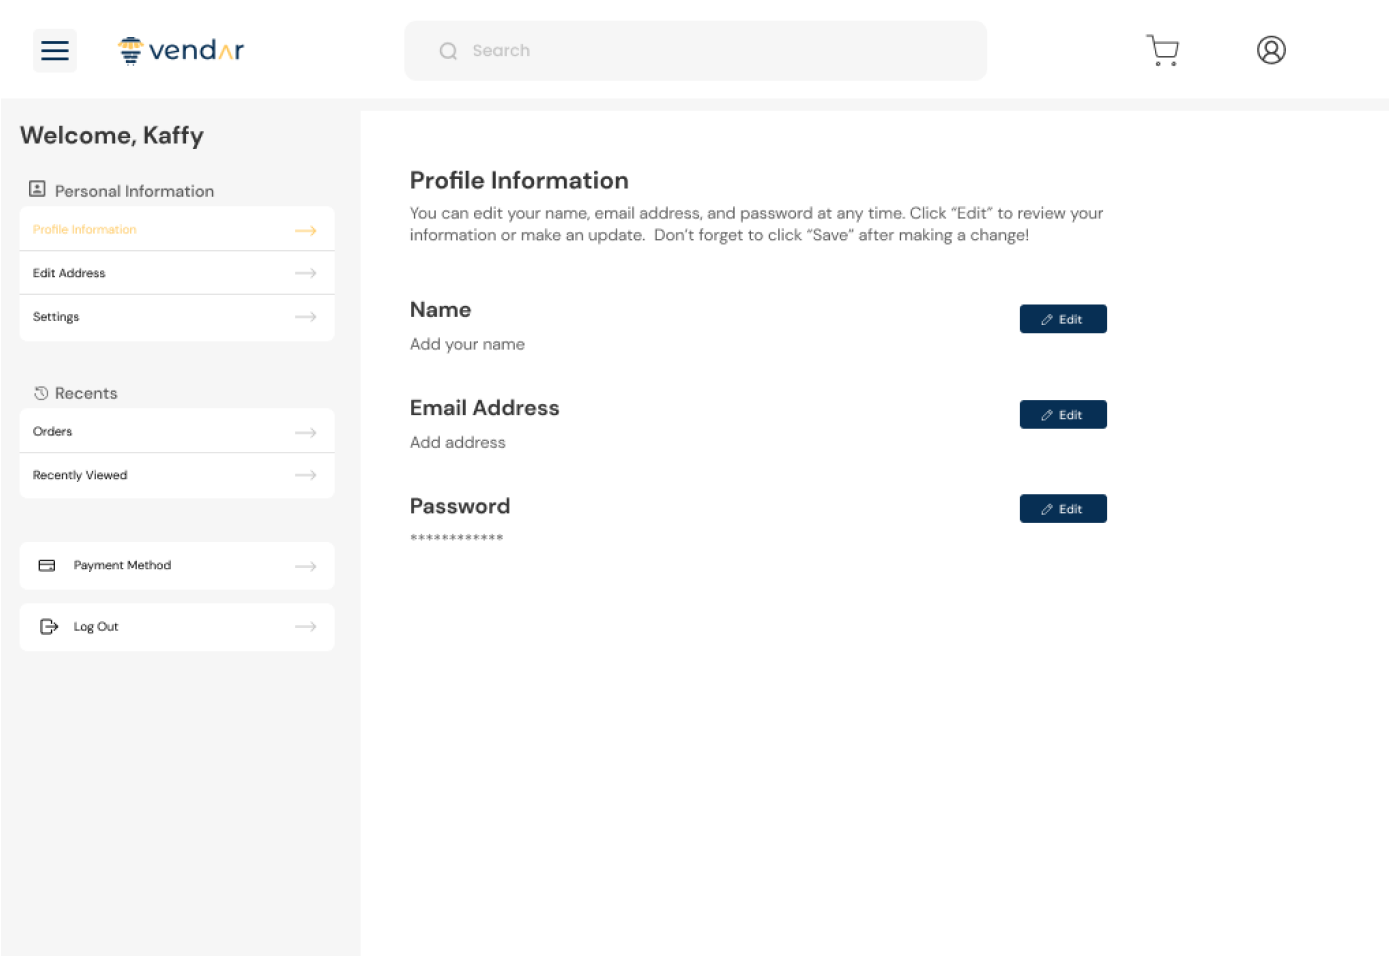 vendar
Search
Welcome, Kaffy
Personal Information
Profile Information
Edit Address
Settings
Recents
Orders
Recently Viewed
Payment Method
Log Out
Profile Information
You can edit your name, email address, and password at any time. Click “Edit” to review your
information or make an update.  Don’t forget to click “Save” after making a change!
Name
Edit
Add your name
Email Address
Edit
Add address
Password
Edit
************